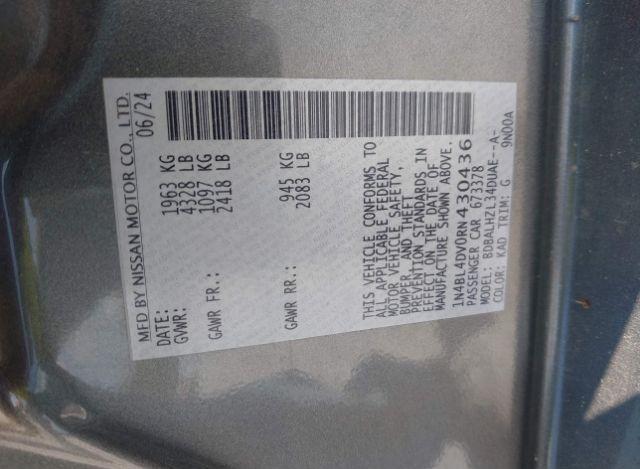 MFD BY NISSAN MOTOR CO., LTD.
DATE: 06/24
GVWR: 1963 KG
4328 LB
GAWR FR.: 1097 KG
2418 LB
GAWR RR.: 945 KG
2083 LB
THIS VEHICLE CONFORMS TO
ALL APPLICABLE FEDERAL
MOTOR VEHICLE SAFETY,
BUMPER, AND THEFT
PREVENTION STANDARDS IN
EFFECT ON THE DATE OF
MANUFACTURE SHOWN ABOVE.
1N4BL4DV0RN430436
PASSENGER CAR 673378
MODEL: BDBALHZL34DUAE--A-
COLOR: KAD TRIM: G 9N00A